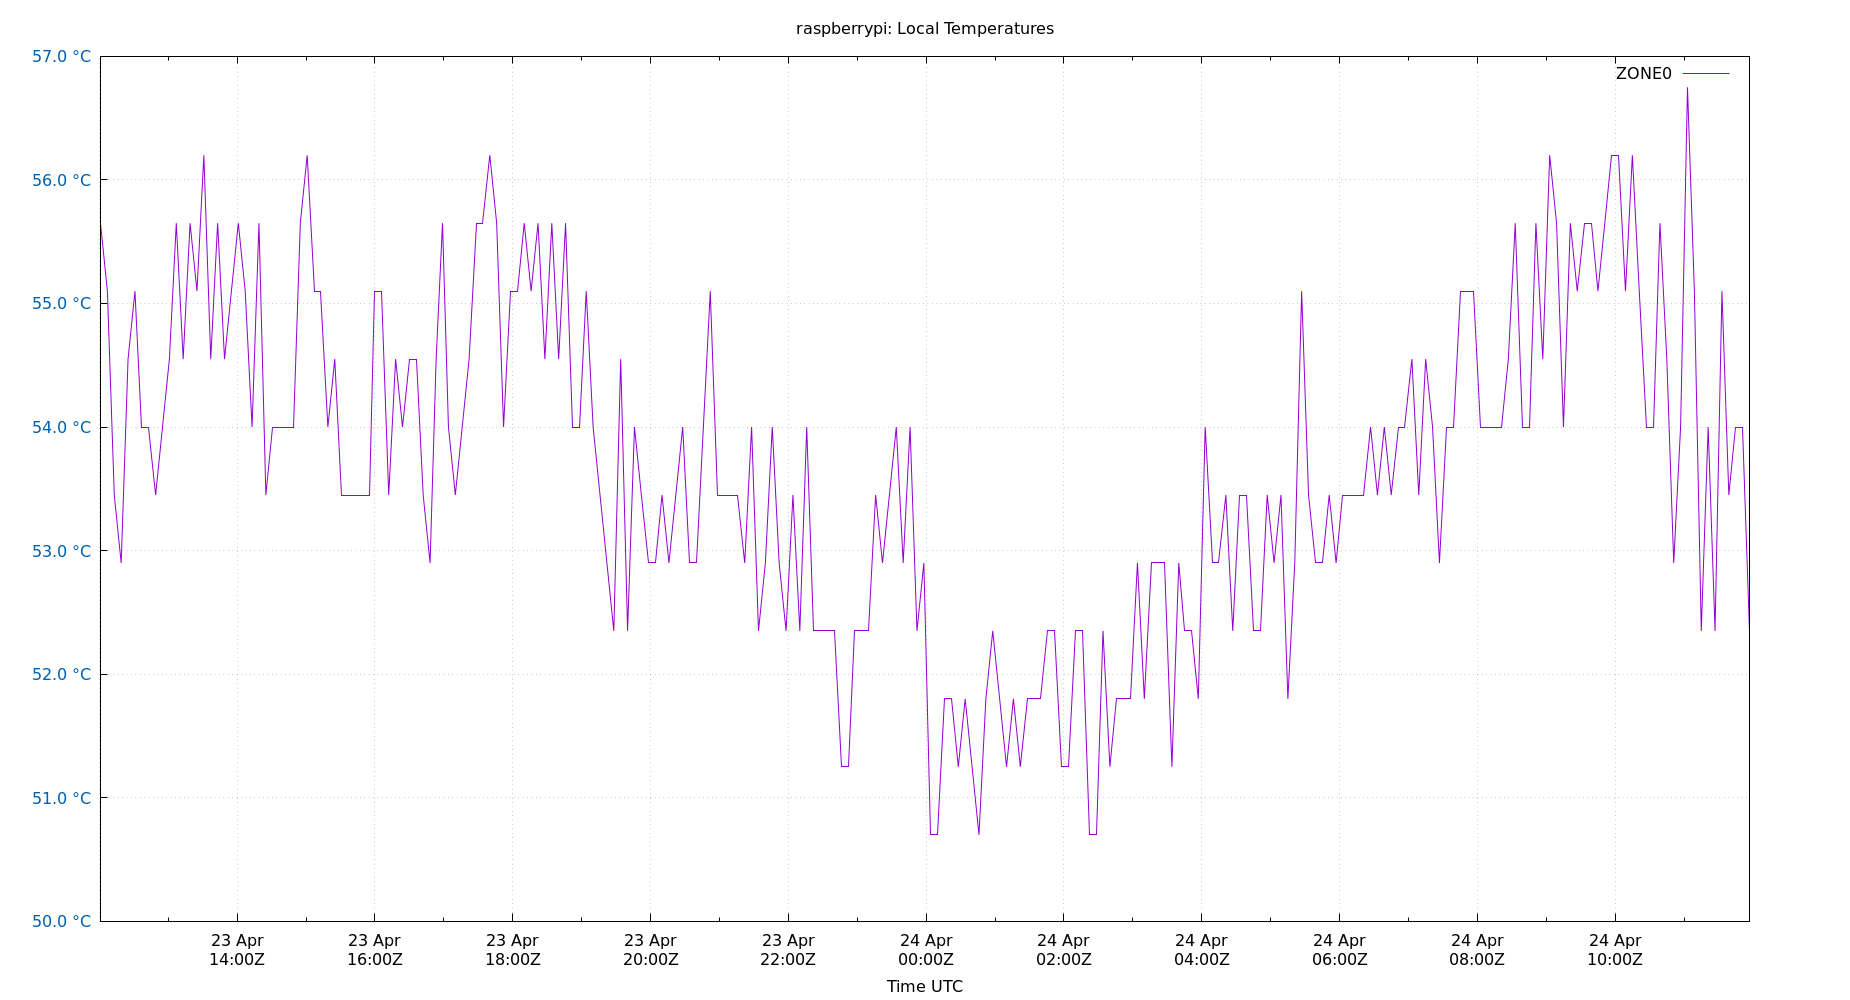 raspberrypi: Local Temperatures
57.0 °C
ZONE0
56.0 °C
55.0 °C
54.0 °C
53.0 °C
52.0 °C
51.0 °C
50.0 °C
23 Apr 23 Apr 23 Apr 23 Apr 23 Apr 24 Apr 24 Apr 24 Apr 24 Apr 24 Apr 24 Apr
14:00Z 16:00Z 18:00Z 20:00Z 22:00Z 00:00Z 02:00Z 04:00Z 06:00Z 08:00Z 10:00Z
Time UTC